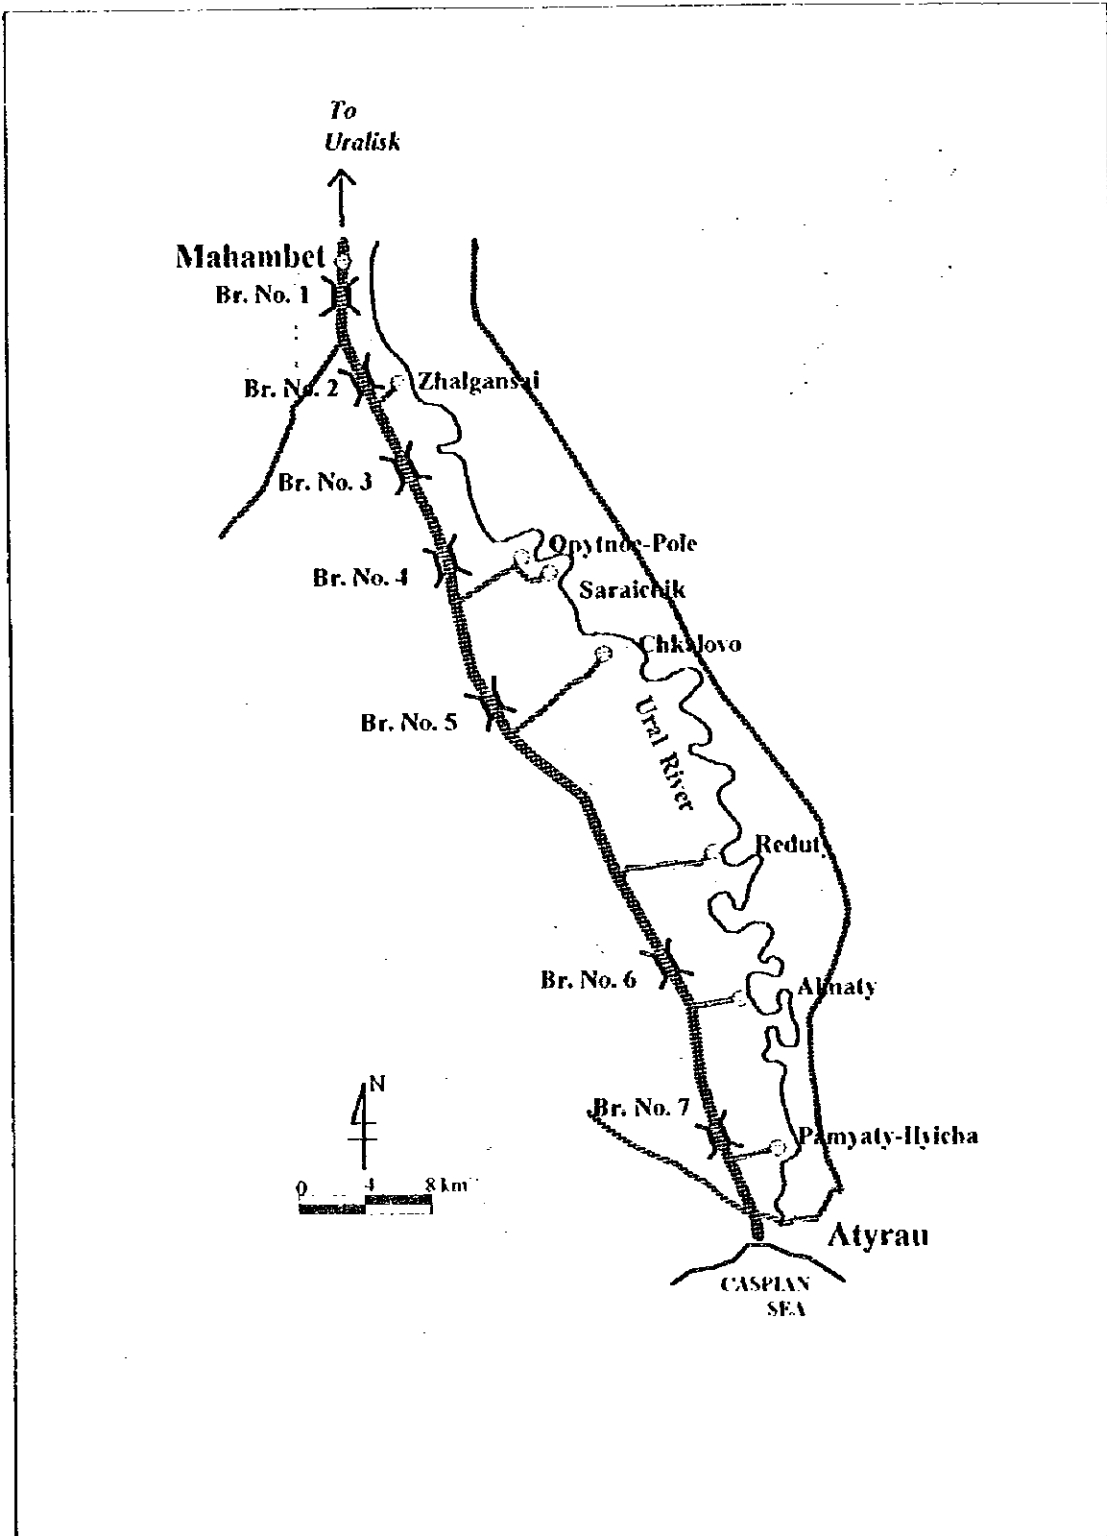 To
Uralisk
Mahambet
Br. No. 1
Zhalgansai
Br. No. 2
Br. No. 3
Opytnoe-Pole
Br. No. 4
Saraichik
Chkalovo
Ural River
Br. No. 5
Reduty
Br. No. 6
Almaty
N
Br. No. 7
Pamyaty-Ilyicha
0 4 8 km
Atyrau
CASPIAN
SEA